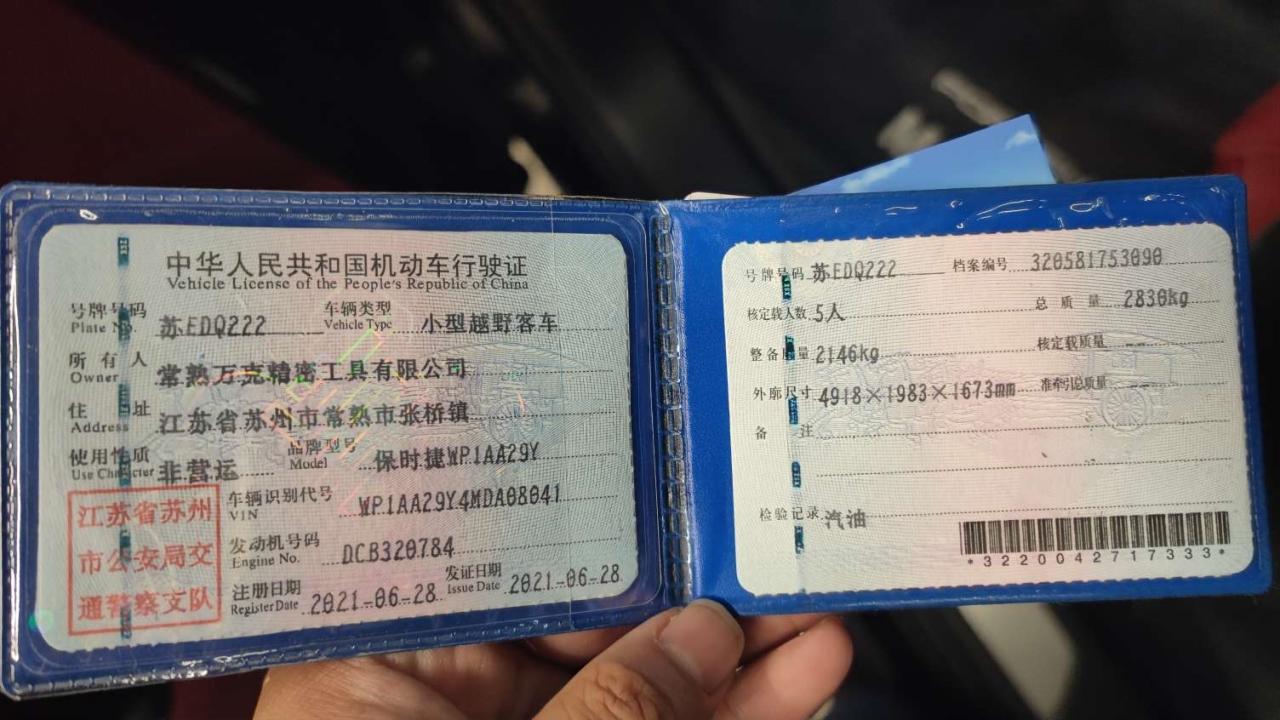 中华人民共和国机动车行驶证
Vehicle License of the People's Republic of China
号牌号码 苏EDQ222 车辆类型 小型越野客车
Plate No. Vehicle Type
所有人 常熟万克精密工具有限公司
Owner
住址 江苏省苏州市常熟市张桥镇
Address
使用性质 非营运 品牌型号 保时捷WP1AA29Y
Use Character Model
车辆识别代号 WP1AA29Y4MDA08041
VIN
发动机号码 DCB320784
Engine No.
注册日期 2021-06-28 发证日期 2021-06-28
Register Date Issue Date
江苏省苏州
市公安局交
通警察支队
号牌号码 苏EDQ222 档案编号 320581753090
核定载人数 5人 总质量 2830kg
整备质量 2146kg 核定载质量 --
外廓尺寸 4918×1983×1673mm 准牵引总质量 --
备注
检验记录 汽油
*3220042717333*